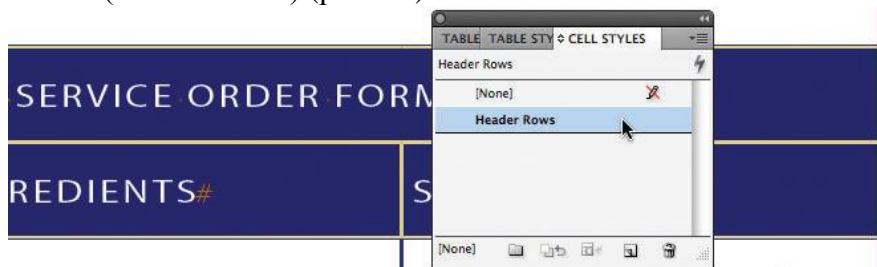 TABLE TABLE STY CELL STYLES
Header Rows
[None]
SERVICE ORDER FORM
Header Rows
REDIENTS#
S
[None]